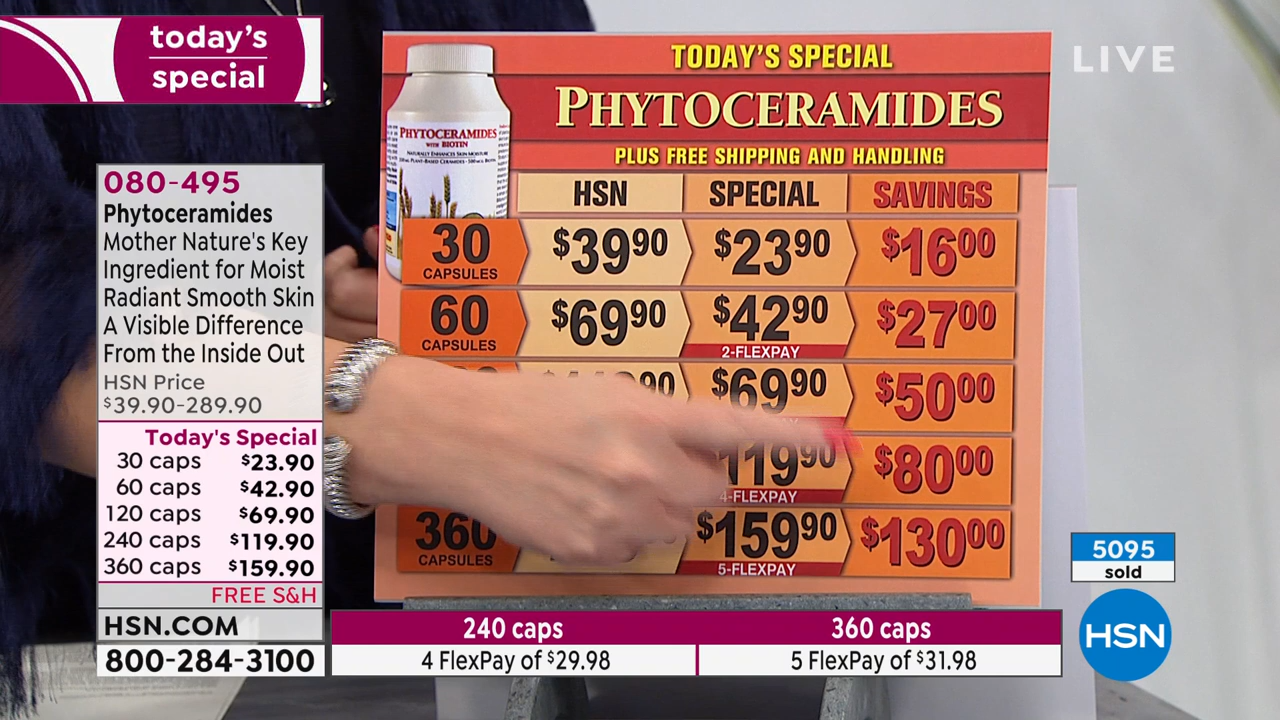 today's
special
LIVE
080-495
Phytoceramides
Mother Nature's Key
Ingredient for Moist
Radiant Smooth Skin
A Visible Difference
From the Inside Out
HSN Price
$39.90-289.90
Today's Special
30 caps $23.90
60 caps $42.90
120 caps $69.90
240 caps $119.90
360 caps $159.90
FREE S&H
HSN.COM
800-284-3100
TODAY'S SPECIAL
PHYTOCERAMIDES
PLUS FREE SHIPPING AND HANDLING
HSN SPECIAL SAVINGS
30 CAPSULES $39.90 $23.90 $16.00
60 CAPSULES $69.90 $42.90 $27.00
2-FLEXPAY
$69.90 $50.00
119.90 $80.00
4-FLEXPAY
360 CAPSULES $159.90 $130.00
5-FLEXPAY
PHYTOCERAMIDES
WITH BIOTIN
NATURALLY ENHANCES SKIN MOISTURE
240 caps 360 caps
4 FlexPay of $29.98 5 FlexPay of $31.98
5095
sold
HSN